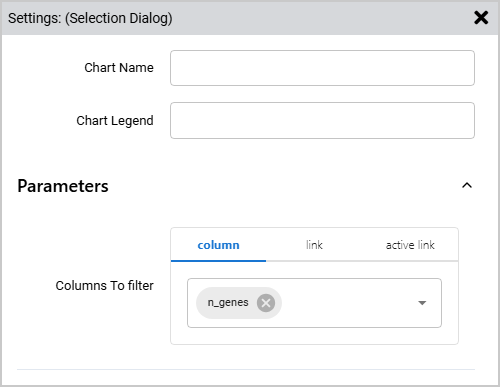 Settings: (Selection Dialog)
Chart Name
Chart Legend
Parameters
column link active link
Columns To filter
n_genes